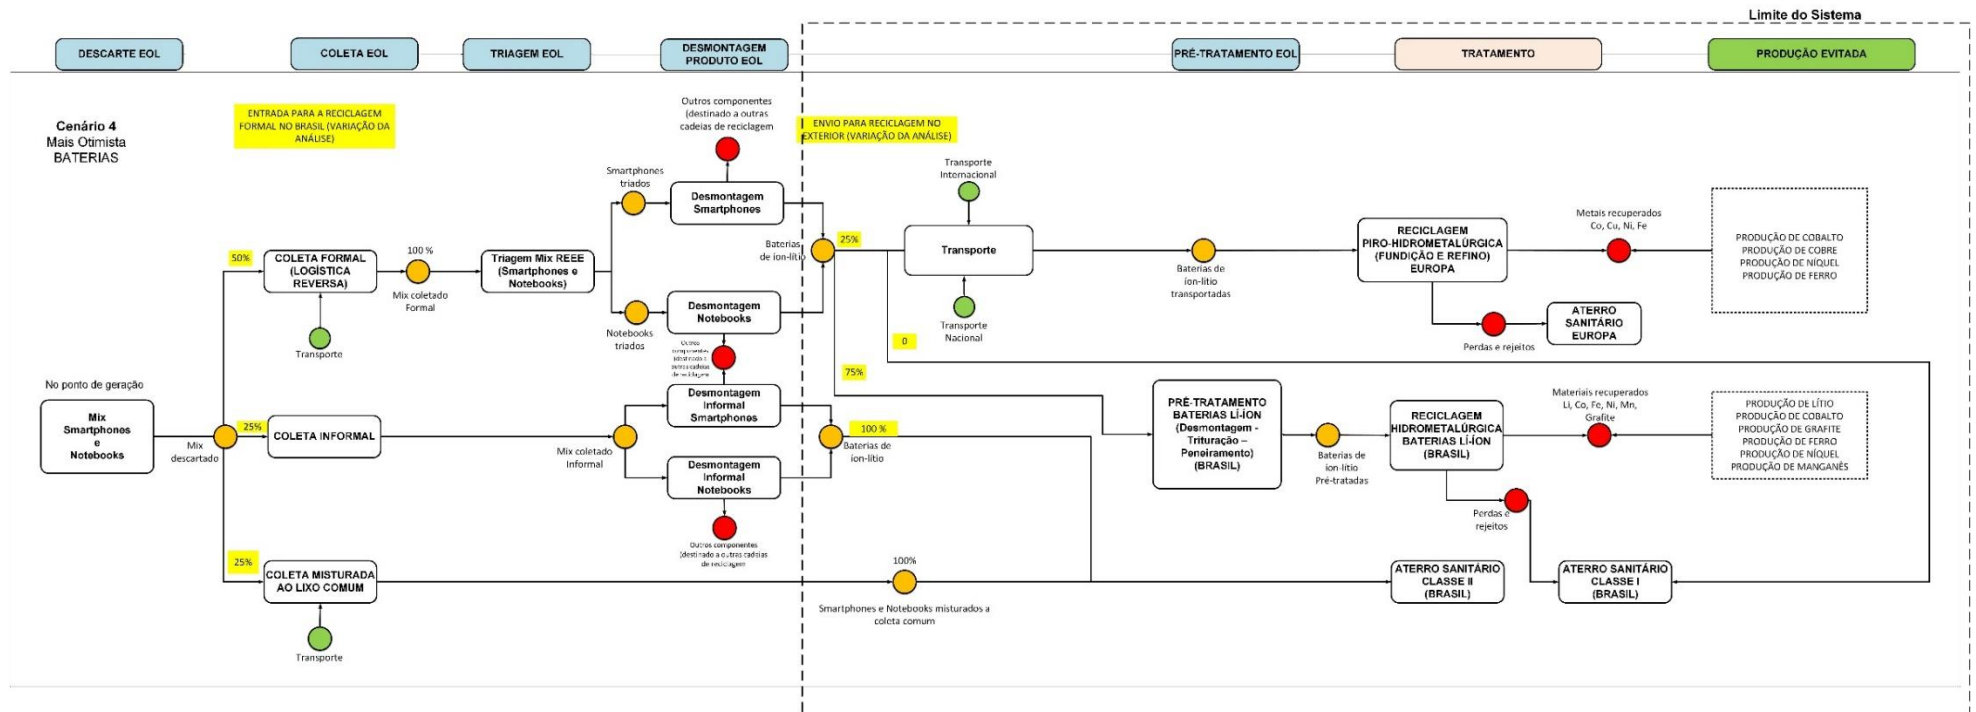 Limite do Sistema
DESCARTE EOL
COLETA EOL
TRIAGEM EOL
DESMONTAGEM
PRODUTO EOL
PRÉ-TRATAMENTO EOL
TRATAMENTO
PRODUÇÃO EVITADA
Cenário 4
Mais Otimista
BATERIAS
ENTRADA PARA A RECICLAGEM
FORMAL NO BRASIL (VARIAÇÃO DA
ANÁLISE)
Outros componentes
(destinado a outras
cadeias de reciclagem
ENVIO PARA RECICLAGEM NO
EXTERIOR (VARIAÇÃO DA ANÁLISE)
Smartphones
triados
Desmontagem
Smartphones
Transporte
Internacional
Baterias
de íon-lítio
25%
Transporte
Baterias de
íon-lítio
transportadas
RECICLAGEM
PIRO-HIDROMETALÚRGICA
(FUNDIÇÃO E REFINO)
EUROPA
Metais recuperados
Co, Cu, Ni, Fe
PRODUÇÃO DE COBALTO
PRODUÇÃO DE COBRE
PRODUÇÃO DE NÍQUEL
PRODUÇÃO DE FERRO
50%
COLETA FORMAL
(LOGÍSTICA
REVERSA)
100 %
Mix coletado
Formal
Triagem Mix REEE
(Smartphones e
Notebooks)
Notebooks
triados
Desmontagem
Notebooks
Transporte
Outros
componentes
(destinado a
outras cadeias
de reciclagem
Transporte
Nacional
0
Perdas e rejeitos
ATERRO
SANITÁRIO
EUROPA
75%
No ponto de geração
Mix
Smartphones
e
Notebooks
Mix
descartado
25%
COLETA INFORMAL
Mix coletado
Informal
Desmontagem
Informal
Smartphones
Desmontagem
Informal
Notebooks
100 %
Baterias de
íon-lítio
PRÉ-TRATAMENTO
BATERIAS LÍ-ÍON
(Desmontagem -
Trituração –
Peneiramento)
(BRASIL)
Baterias de
íon-lítio
Pré-tratadas
RECICLAGEM
HIDROMETALÚRGICA
BATERIAS LÍ-ÍON
(BRASIL)
Materiais recuperados
Li, Co, Fe, Ni, Mn,
Grafite
PRODUÇÃO DE LÍTIO
PRODUÇÃO DE COBALTO
PRODUÇÃO DE GRAFITE
PRODUÇÃO DE FERRO
PRODUÇÃO DE NÍQUEL
PRODUÇÃO DE MANGANÊS
Perdas e
rejeitos
Outros componentes
(destinado a outras cadeias
de reciclagem
25%
COLETA MISTURADA
AO LIXO COMUM
Transporte
100%
Smartphones e Notebooks misturados a
coleta comum
ATERRO SANITÁRIO
CLASSE II
(BRASIL)
ATERRO SANITÁRIO
CLASSE I
(BRASIL)